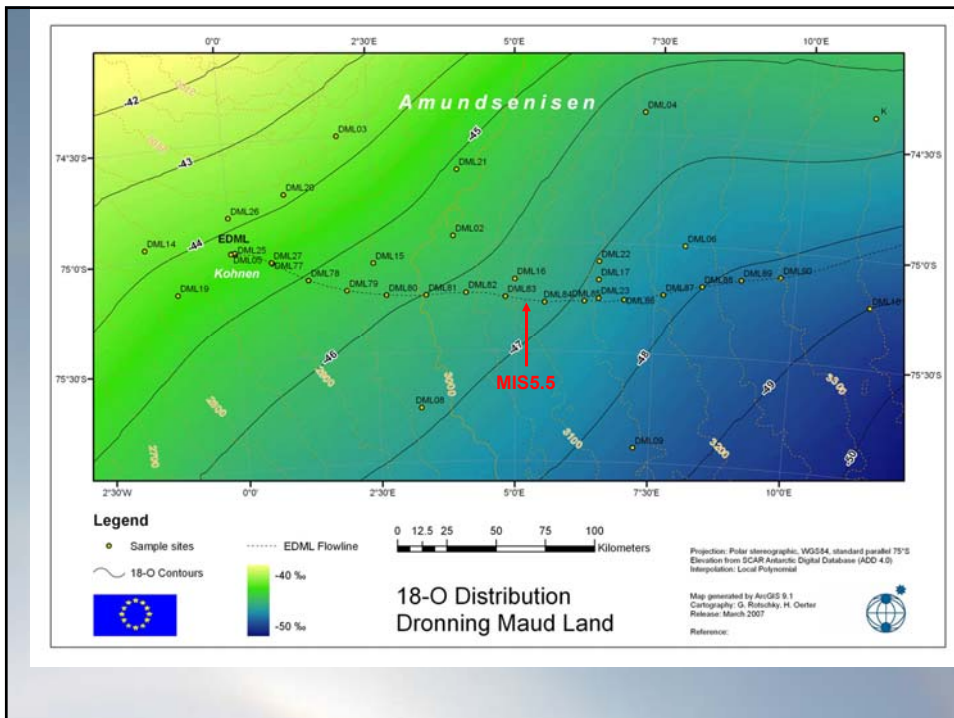 0°0' 2°30'E 5°0'E 7°30'E 10°0'E
-42
Amundsenisen
DML04
K
DML03
-45
74°30'S
-43
74°30'S
DML21
DML20
DML26
DML02
EDML
-44
DML14
DML25
DML05
DML27
DML77
DML15
DML22
DML06
75°0'S
Kohnen
75°0'S
DML78
DML16
DML17
DML19
DML79
DML80
DML81
DML82
DML83
DML84
DML85
DML23
DML86
DML87
DML88
DML89
DML90
-46
-47
-48
75°30'S
MIS5.5
75°30'S
3000
3300
DML08
2800
DML09
3100
3200
2700
-50
2°30'W 0°0' 2°30'E 5°0'E 7°30'E 10°0'E
Legend
Sample sites
EDML Flowline
18-O Contours
-40 ‰
-50 ‰
0 12.5 25 50 75 100
Kilometers
18-O Distribution
Dronning Maud Land
Projection: Polar stereographic, WGS84, standard parallel 75°S
Elevation from SCAR Antarctic Digital Database (ADD 4.0)
Interpolation: Local Polynomial
Map generated by ArcGIS 9.1
Cartography: G. Rotschky, H. Oerter
Release: March 2007
Reference: